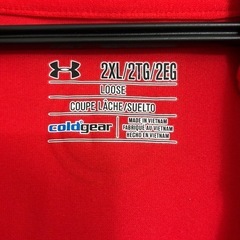 2XL/2TG/2EG
LOOSE
COUPE LÂCHE/SUELTO
coldgear
MADE IN VIETNAM
FABRIQUÉ AU VIETNAM
HECHO EN VIETNAM